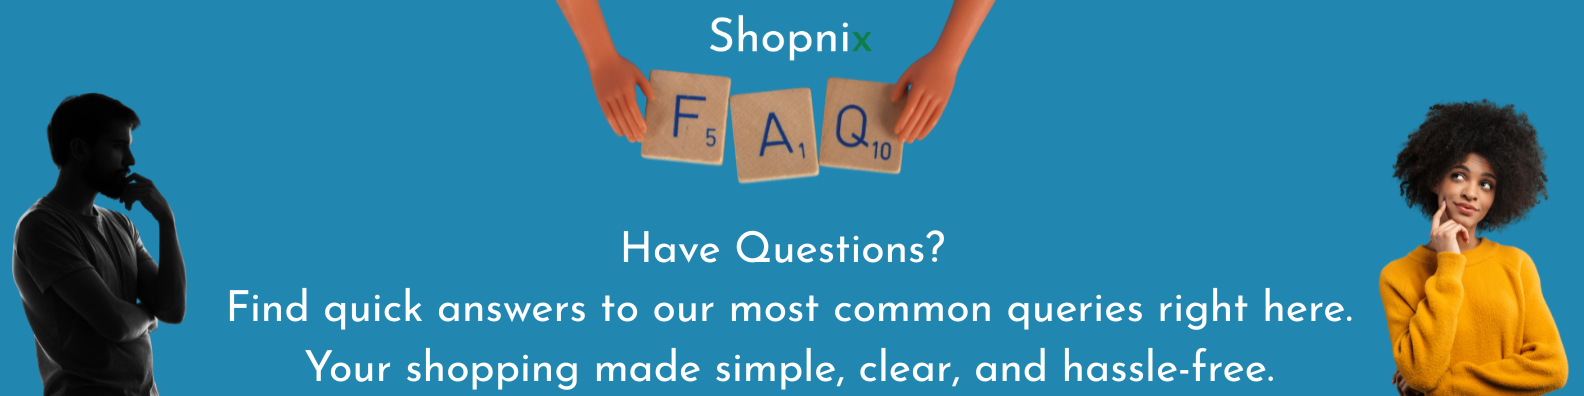 Shopnix
F5 A1 Q10
Have Questions?
Find quick answers to our most common queries right here.
Your shopping made simple, clear, and hassle-free.